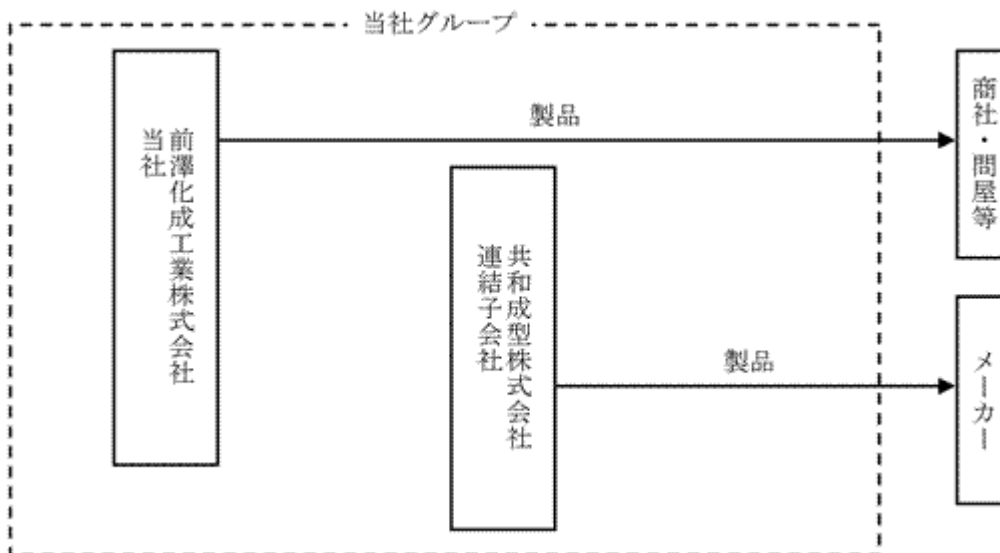 当社グループ
製品
前澤化成工業株式会社
当社
商社・問屋等
共和成型株式会社
連結子会社
製品
メーカー